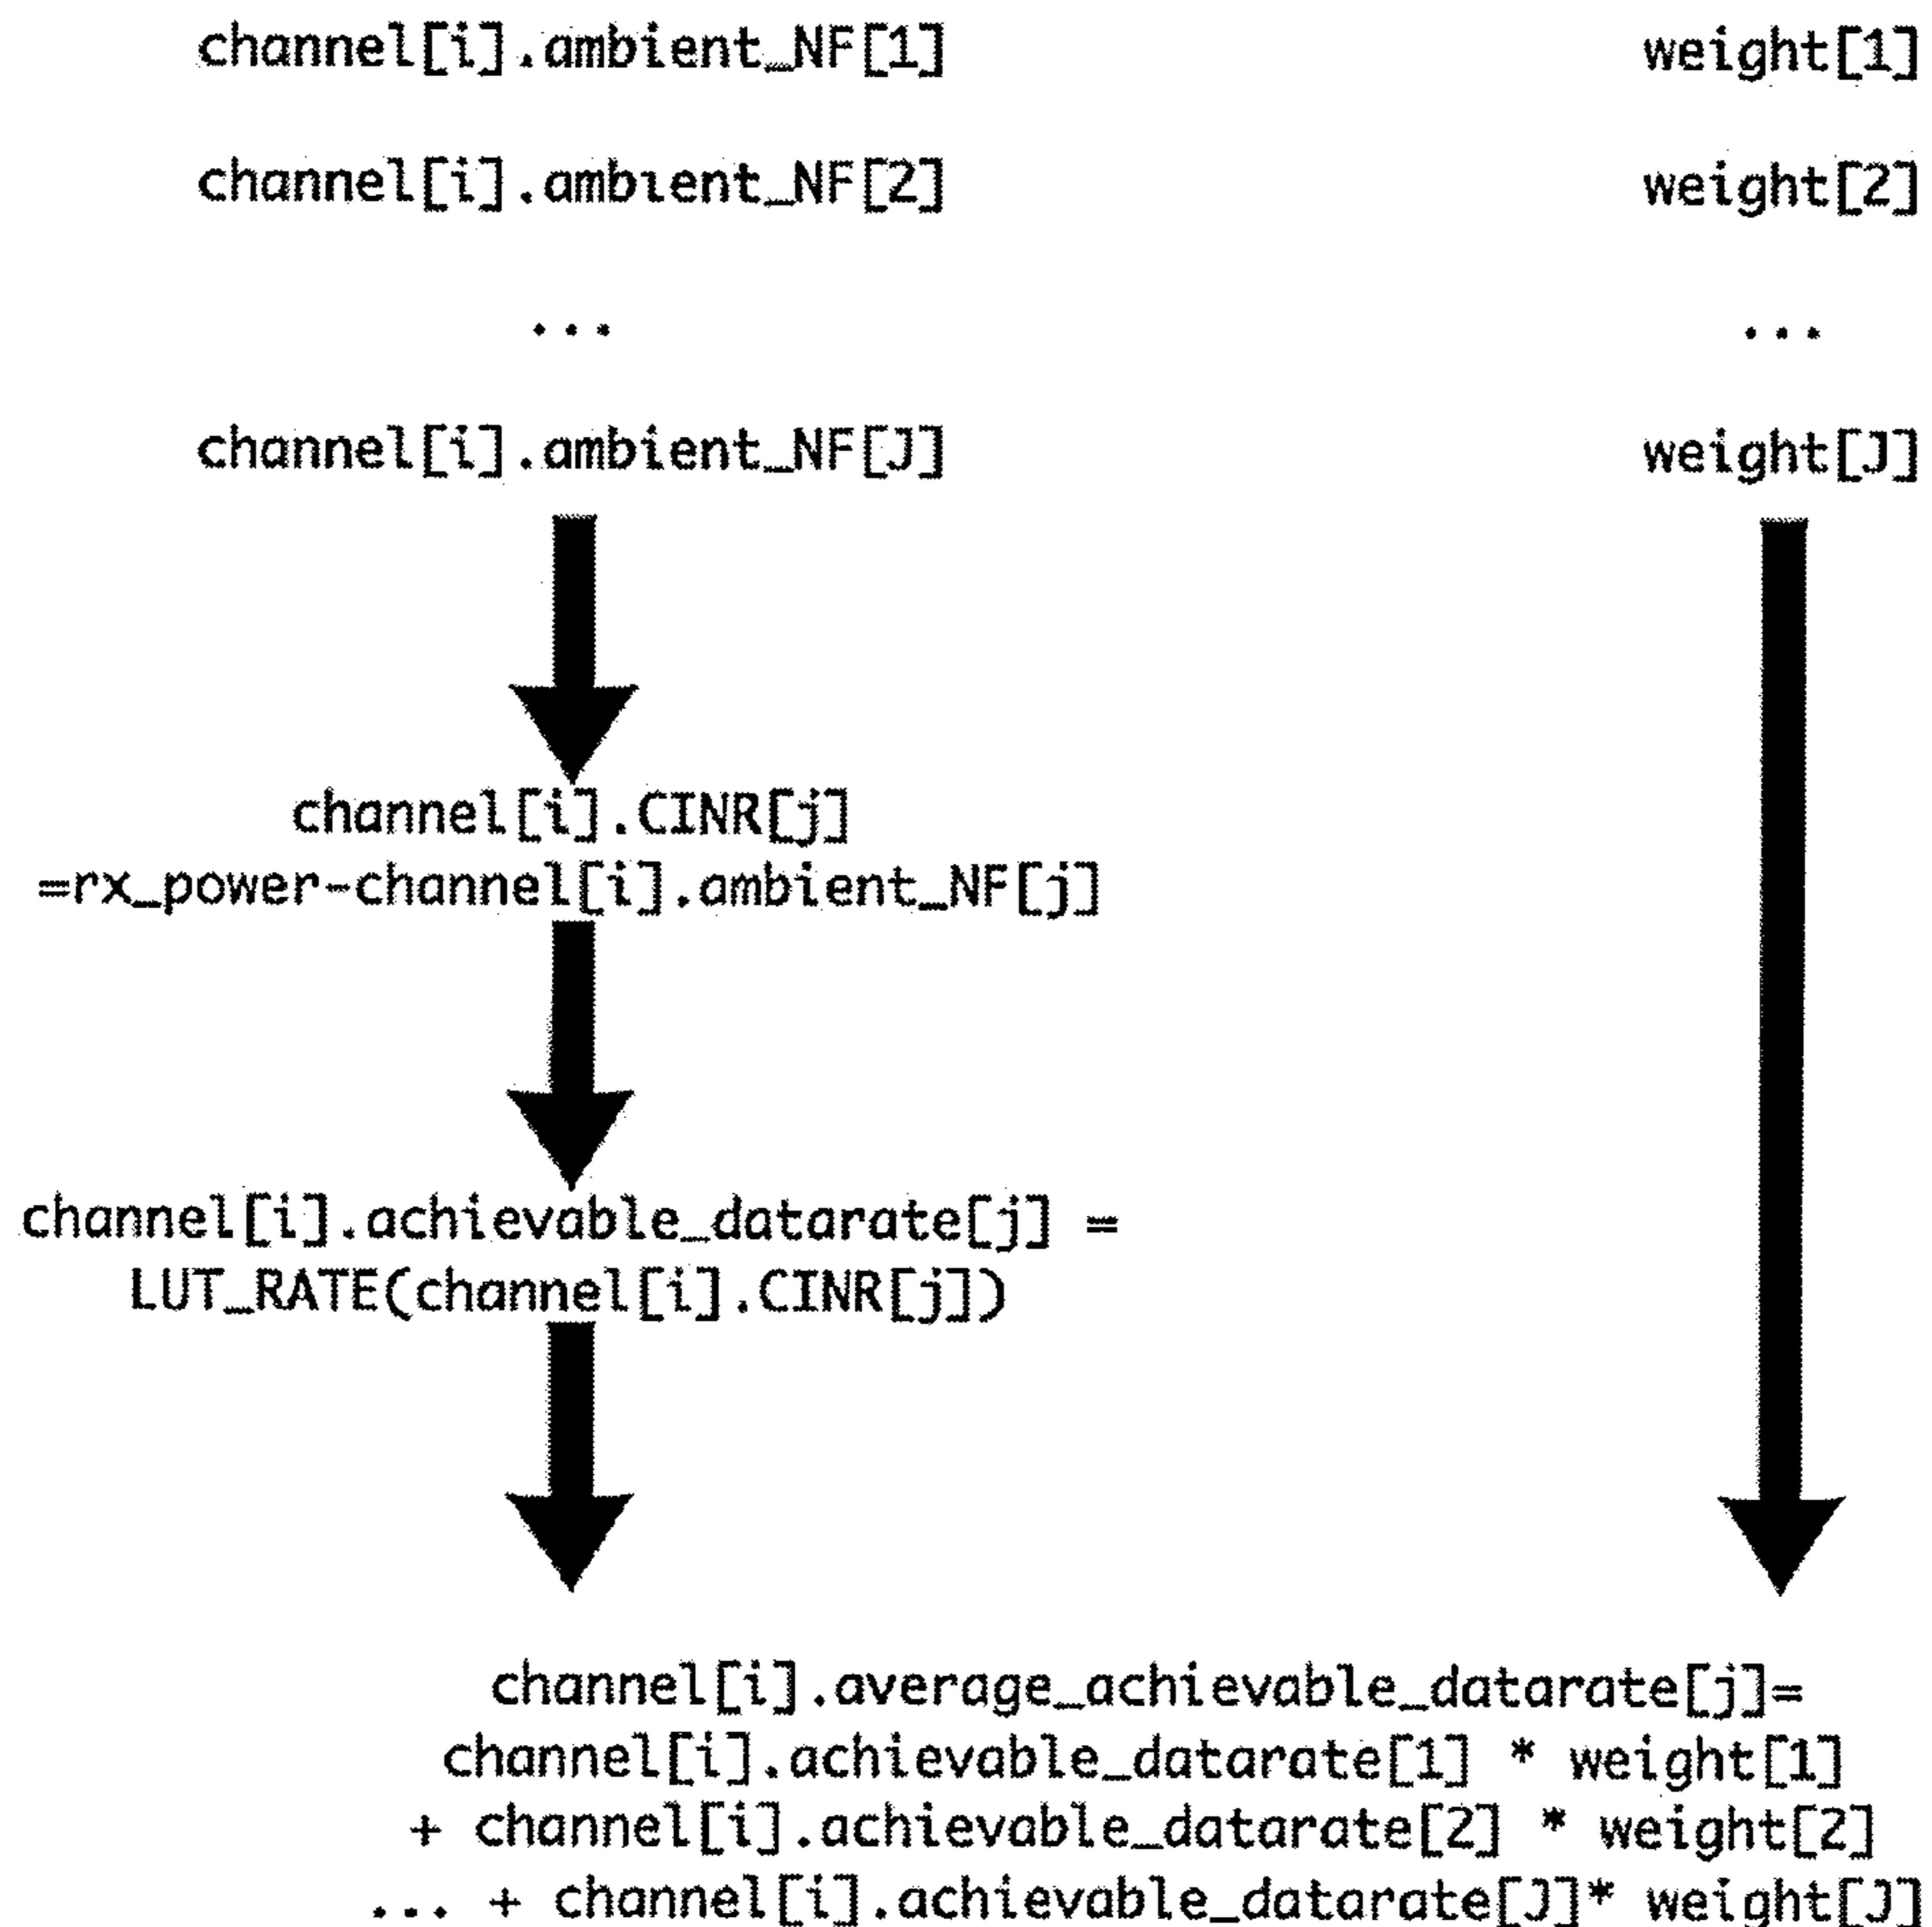 channel[i].ambient_NF[1] weight[1]
channel[i].ambient_NF[2] weight[2]
... ...
channel[i].ambient_NF[J] weight[J]
channel[i].CINR[j]
=rx_power-channel[i].ambient_NF[j]
channel[i].achievable_datarate[j] =
LUT_RATE(channel[i].CINR[j])
channel[i].average_achievable_datarate[j]=
channel[i].achievable_datarate[1] * weight[1]
+ channel[i].achievable_datarate[2] * weight[2]
... + channel[i].achievable_datarate[J]* weight[J]